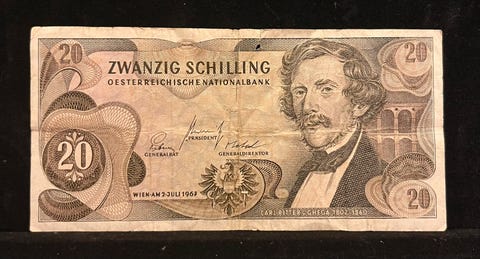 20
20
ZWANZIG SCHILLING
OESTERREICHISCHE NATIONALBANK
PRÄSIDENT
GENERALRAT
GENERALDIREKTOR
20
WIEN · AM 2 · JULI 1967
20
CARL RITTER v. GHEGA 1802-1860